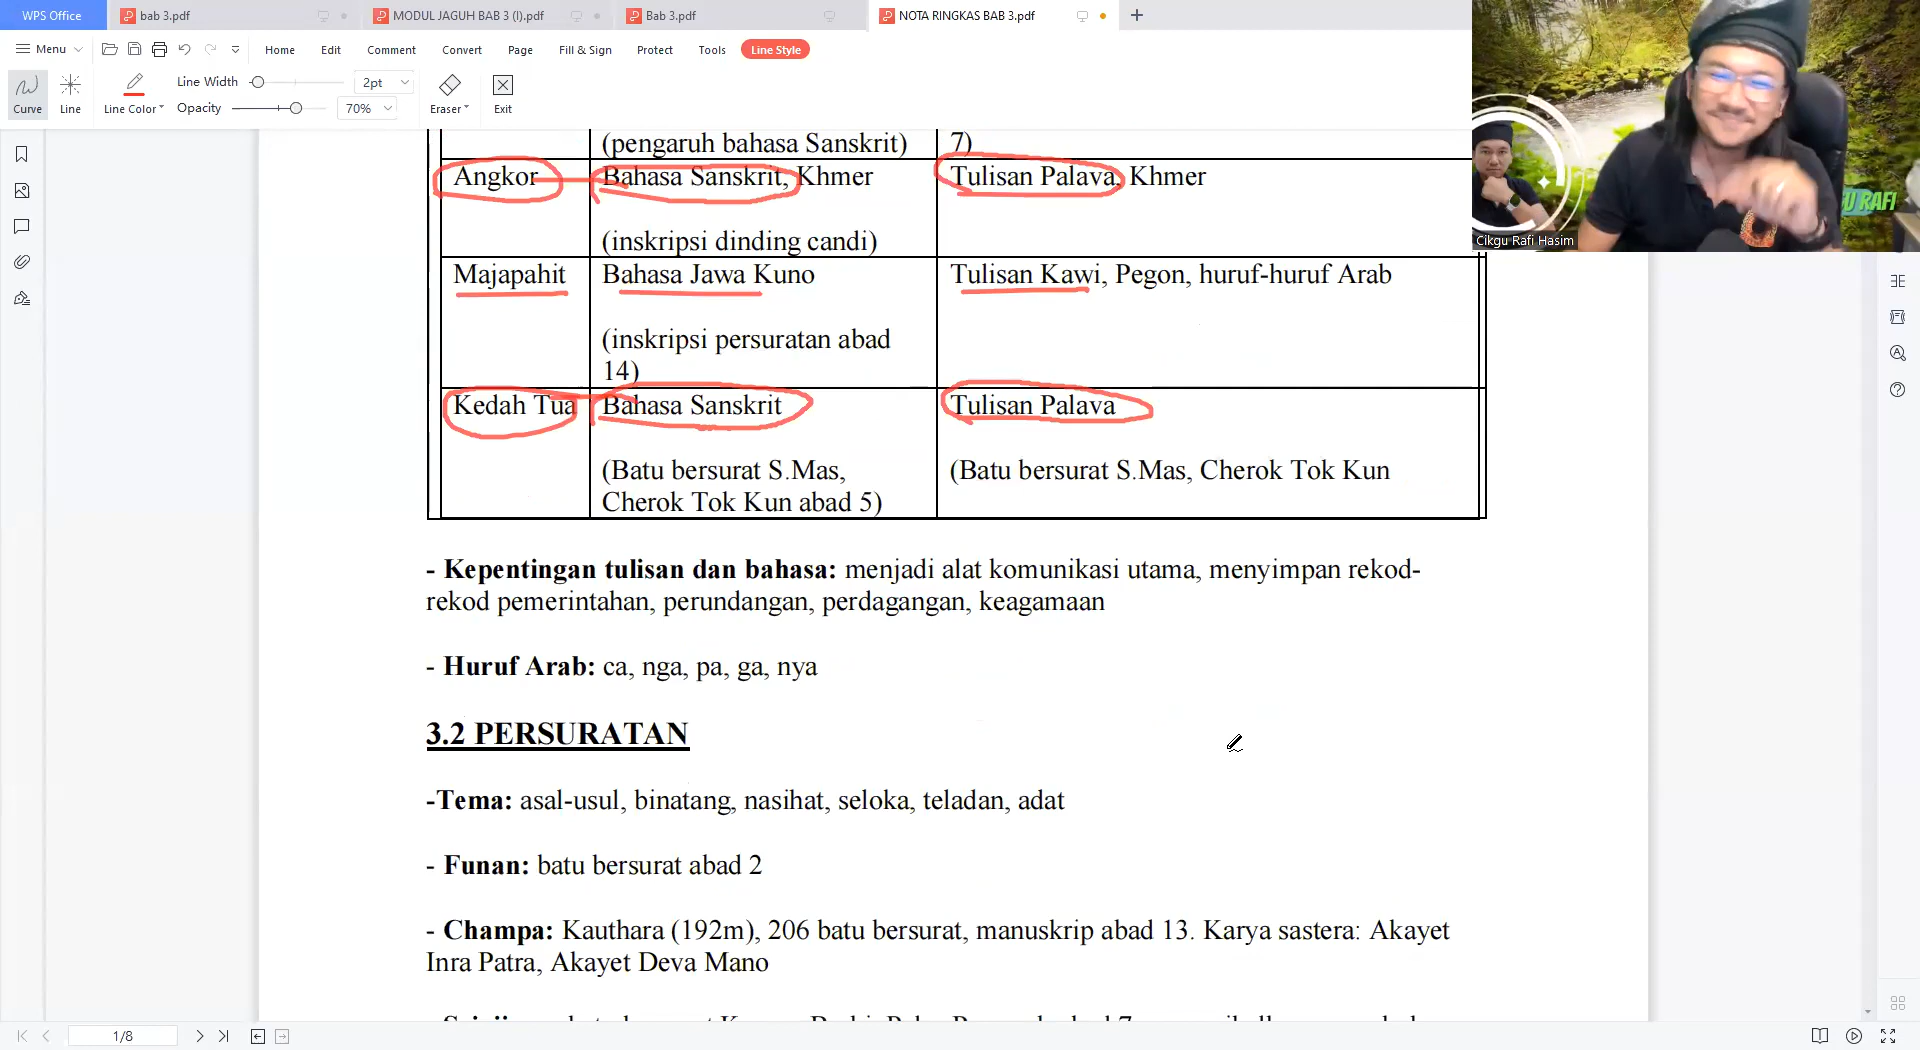 WPS Office
bab 3.pdf
MODUL JAGUH BAB 3 (I).pdf
Bab 3.pdf
NOTA RINGKAS BAB 3.pdf
Menu
Home
Edit
Comment
Convert
Page
Fill & Sign
Protect
Tools
Line Style
Curve
Line
Line Color
Line Width
2pt
Opacity
70%
Eraser
Exit
(pengaruh bahasa Sanskrit)
7)
Angkor
Bahasa Sanskrit, Khmer
(inskripsi dinding candi)
Tulisan Palava, Khmer
Majapahit
Bahasa Jawa Kuno
(inskripsi persuratan abad
14)
Tulisan Kawi, Pegon, huruf-huruf Arab
Kedah Tua
Bahasa Sanskrit
(Batu bersurat S.Mas,
Cherok Tok Kun abad 5)
Tulisan Palava
(Batu bersurat S.Mas, Cherok Tok Kun
- Kepentingan tulisan dan bahasa: menjadi alat komunikasi utama, menyimpan rekod-
rekod pemerintahan, perundangan, perdagangan, keagamaan
- Huruf Arab: ca, nga, pa, ga, nya
3.2 PERSURATAN
-Tema: asal-usul, binatang, nasihat, seloka, teladan, adat
- Funan: batu bersurat abad 2
- Champa: Kauthara (192m), 206 batu bersurat, manuskrip abad 13. Karya sastera: Akayet
Inra Patra, Akayet Deva Mano
1/8
Cikgu Rafi Hasim
GU RAFI